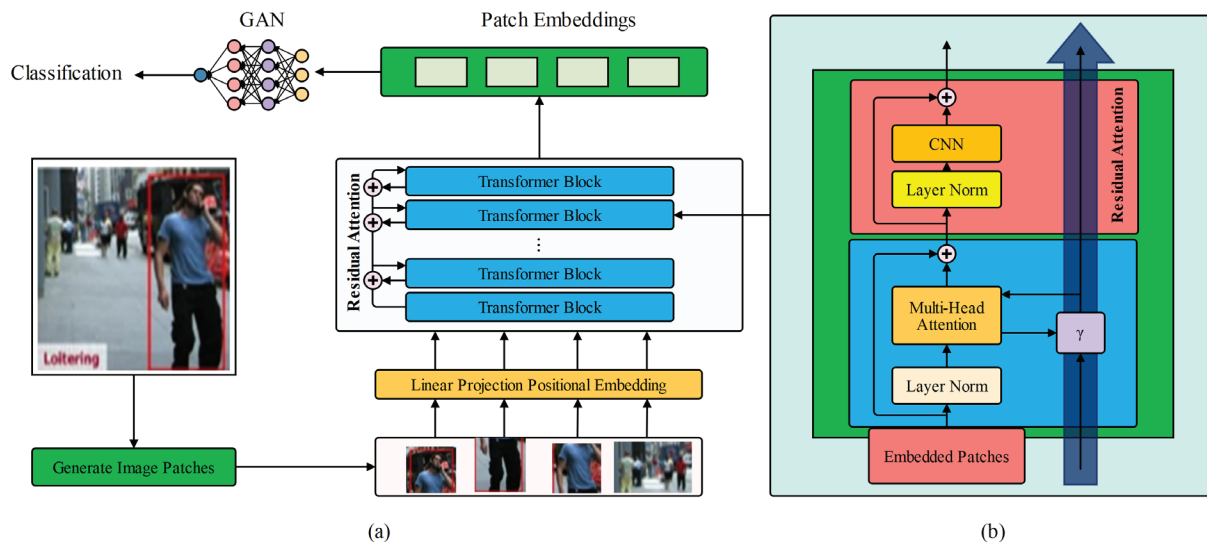 GAN
Patch Embeddings
Classification
Residual Attention
Transformer Block
Transformer Block
...
Transformer Block
Transformer Block
Loitering
Linear Projection Positional Embedding
Generate Image Patches
(a)
CNN
Layer Norm
Residual Attention
Multi-Head
Attention
γ
Layer Norm
Embedded Patches
(b)